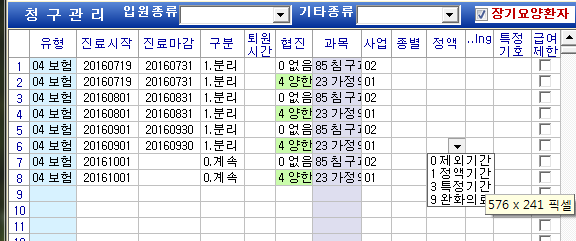 청구관리 입원종류 기타종류 장기요양환자
유형 진료시작 진료마감 구분 퇴원시간 협진 과목 사업 종별 정액 ..Ing 특정기호 급여제한
1 04 보험 20160719 20160731 1.분리 0 없음 85 침구과 02
2 04 보험 20160719 20160731 1.분리 4 양한 23 가정의 01
3 04 보험 20160801 20160831 1.분리 0 없음 85 침구과 02
4 04 보험 20160801 20160831 1.분리 4 양한 23 가정의 01
5 04 보험 20160901 20160930 1.분리 0 없음 85 침구과 02
6 04 보험 20160901 20160930 1.분리 4 양한 23 가정의 01
7 04 보험 20161001 0.계속 0 없음 85 침구과 02
8 04 보험 20161001 0.계속 4 양한 23 가정의 01
0 제외기간
1 정액기간
3 특정기간
9 완화의료
9
576 x 241 픽셀
10
11